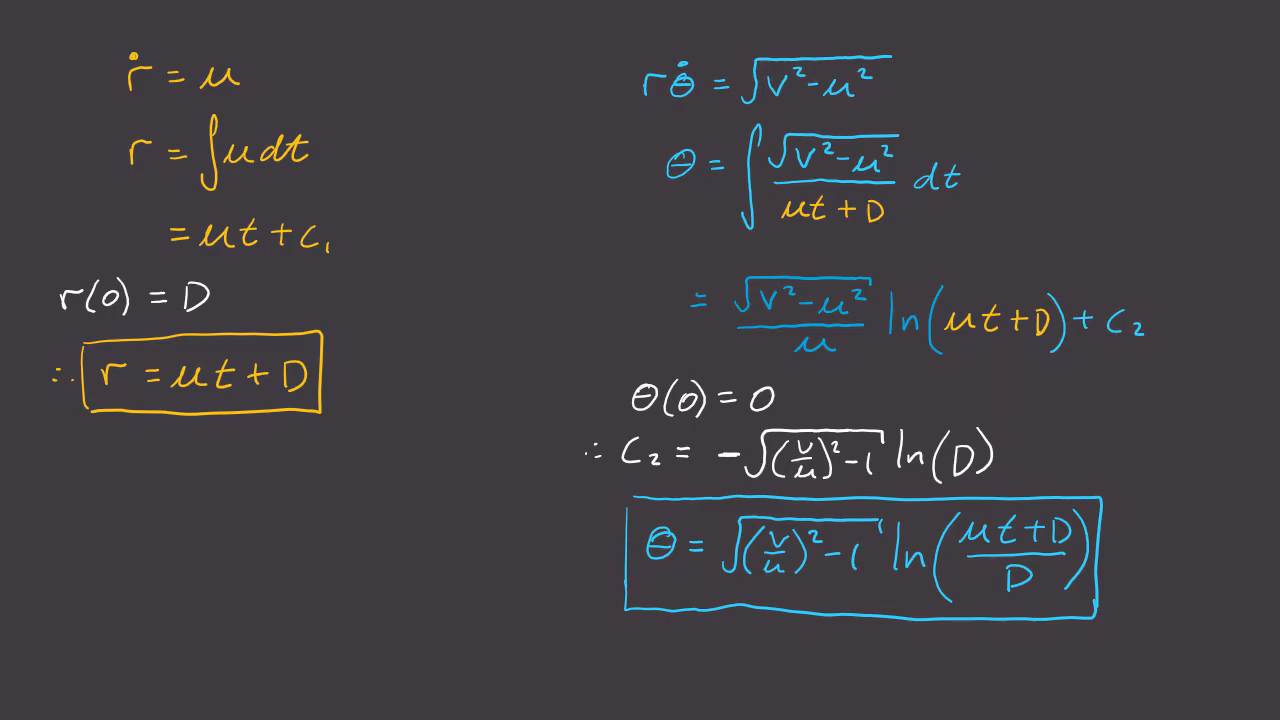 ṙ = u
r = ∫ u dt
= ut + c₁
r(0) = D
∴ r = ut + D
rθ̇ = √(v² - u²)
θ = ∫ √(v² - u²) / (ut + D) dt
= √(v² - u²) / u ln(ut + D) + c₂
θ(0) = 0
∴ c₂ = -√((v/u)² - 1) ln(D)
θ = √((v/u)² - 1) ln((ut + D) / D)